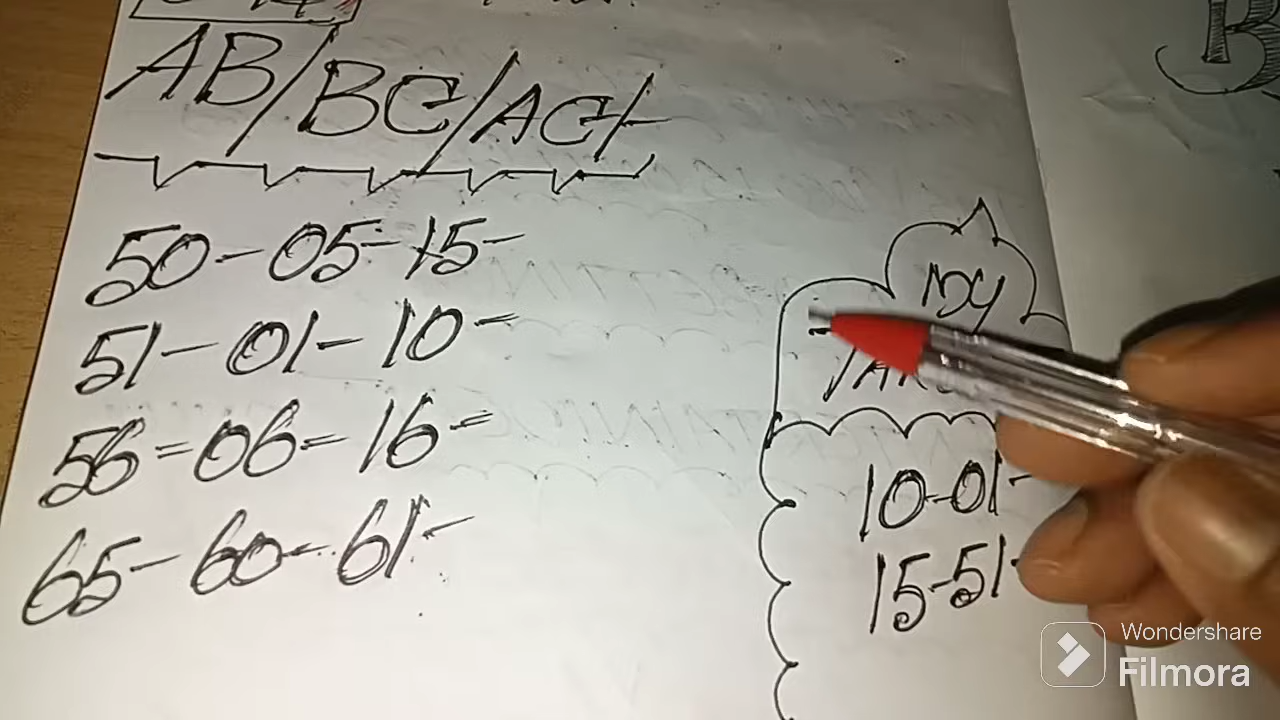 AB/BC/AC/-
50-05-15-
51-01-10-
56=06=16=
65-60-61-
My
10-01-
15-51-
B
Wondershare
Filmora